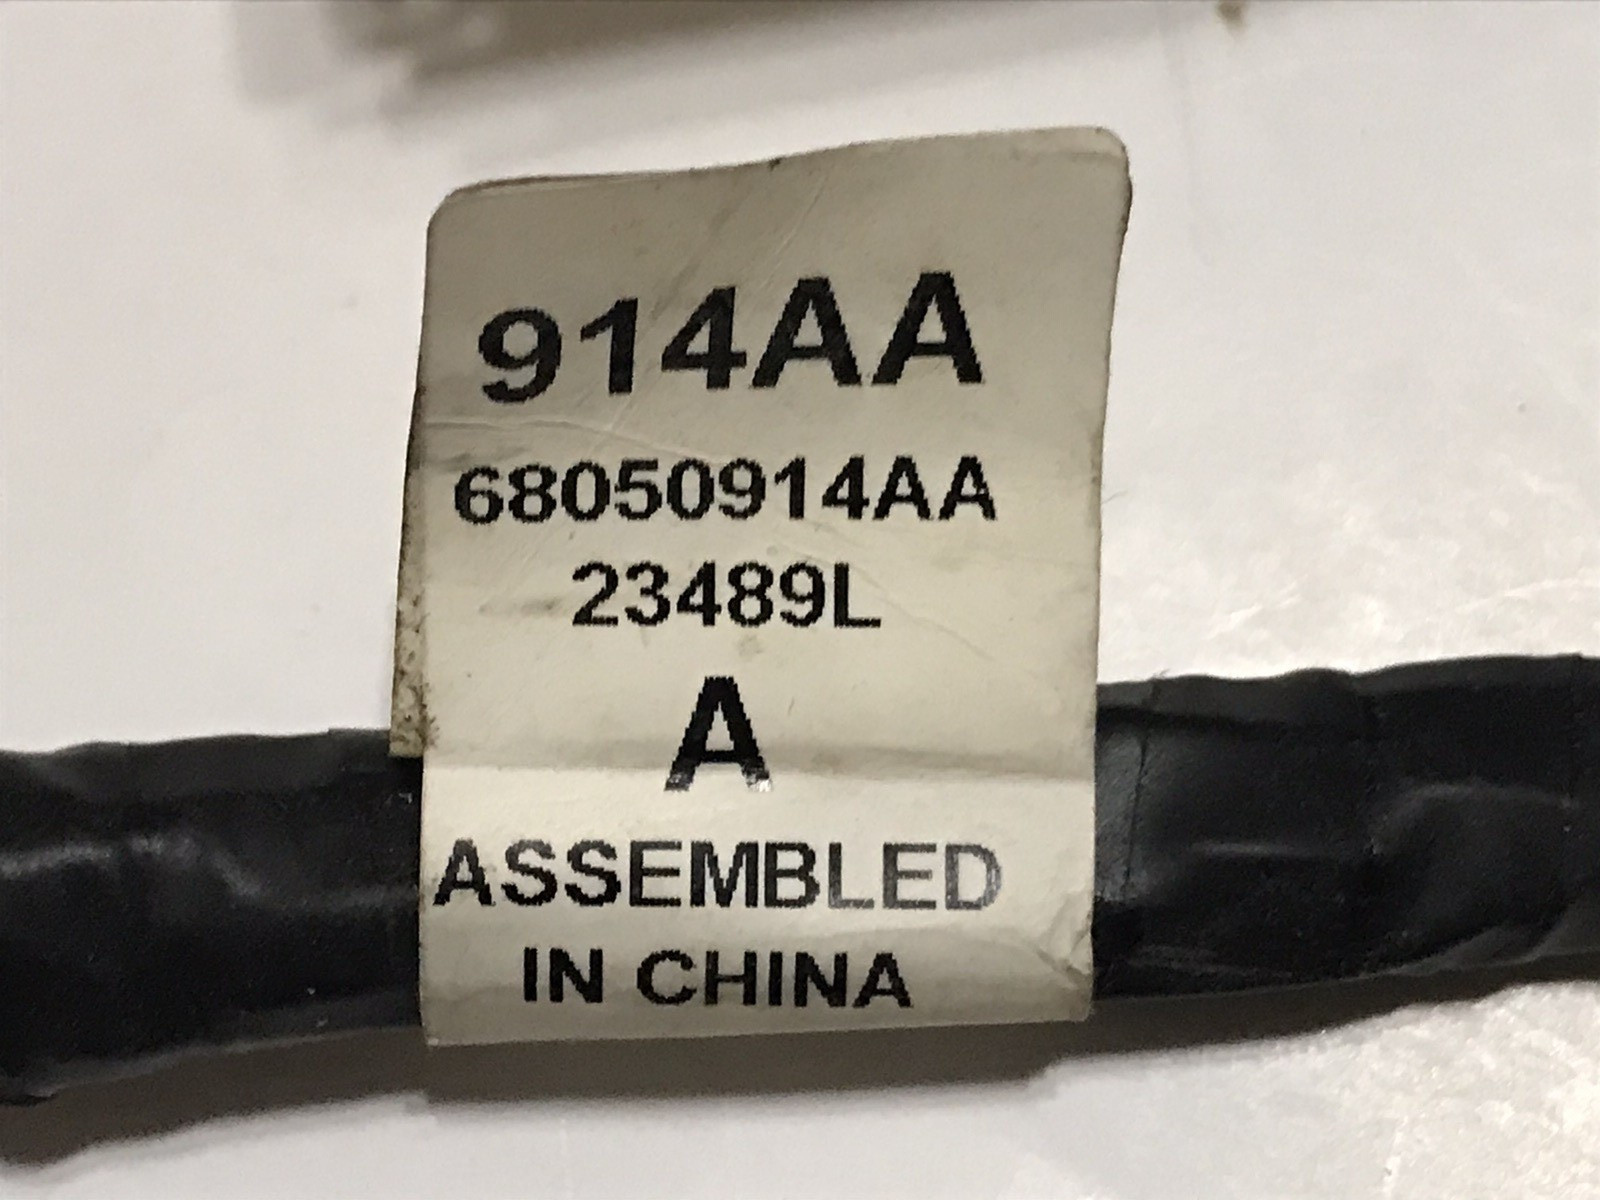 914AA
68050914AA
23489L
A
ASSEMBLED
IN CHINA